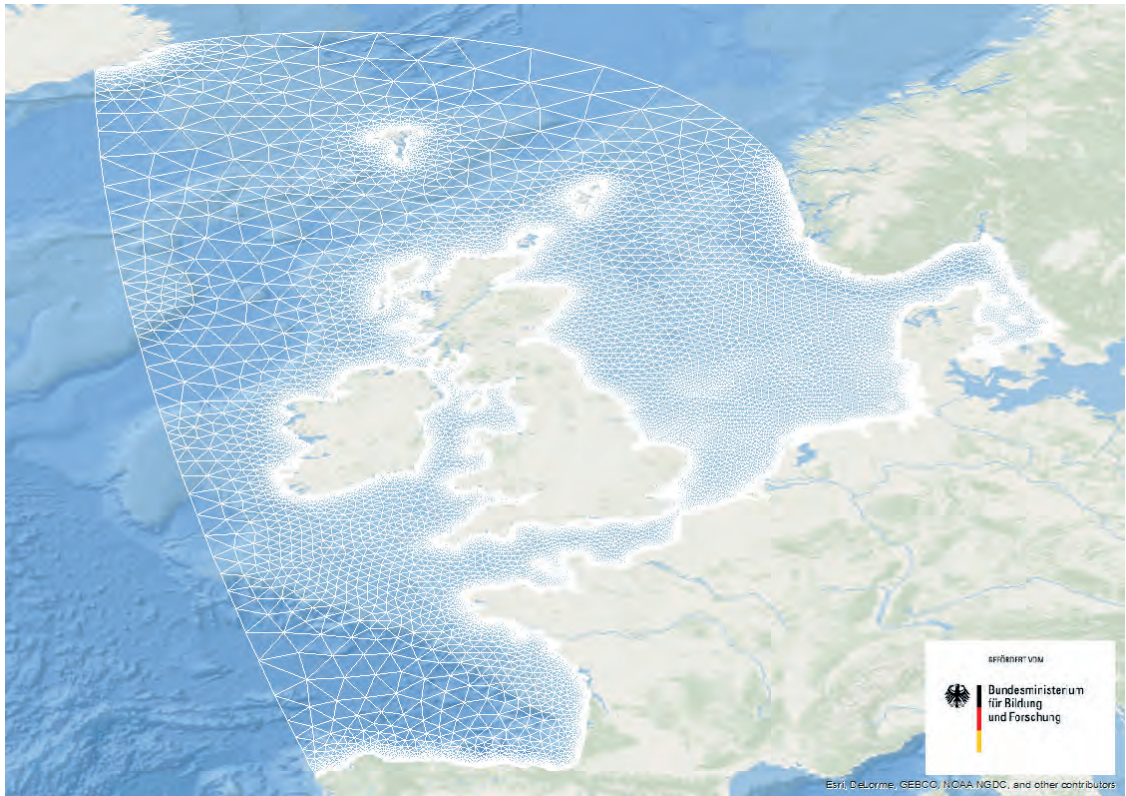 GEFÖRDERT VOM
Bundesministerium
für Bildung
und Forschung
Esri, DeLorme, GEBCO, NOAA NGDC, and other contributors